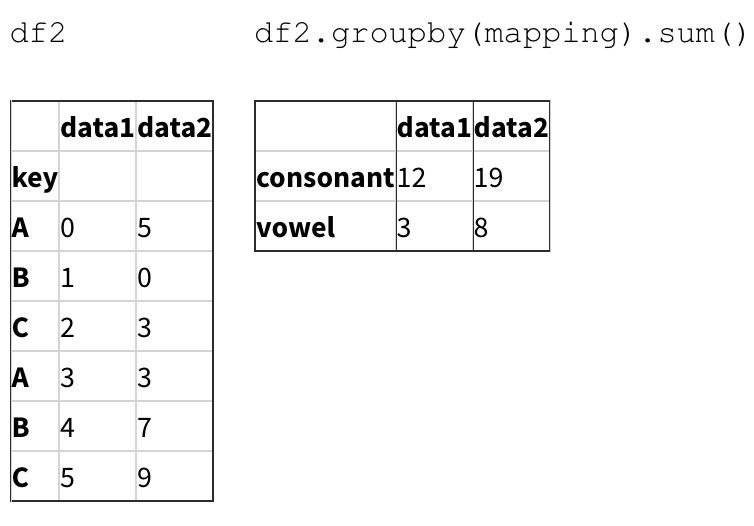 df2
data1 data2
key
A 0 5
B 1 0
C 2 3
A 3 3
B 4 7
C 5 9
df2.groupby(mapping).sum()
data1 data2
consonant 12 19
vowel 3 8